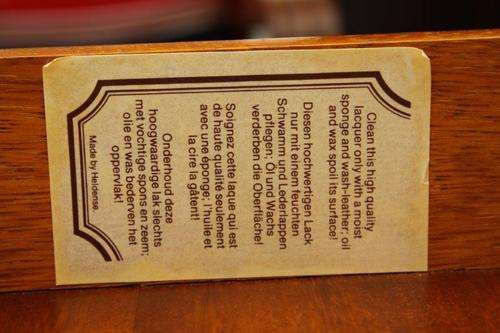 Clean this high quality
lacquer only with a moist
sponge and wash-leather; oil
and wax spoil its surface!
Diesen hochwertigen Lack
nur mit einem feuchten
Schwamm und Lederlappen
pflegen; Öl und Wachs
verderben die Oberfläche!
Soignez cette laque qui est
de haute qualité seulement
avec une éponge; l'huile et
la cire la gâtent!
Onderhoud deze
hoogwaardige lak slechts
met vochtige spons en zeem;
olie en was bederven het
oppervlak!
Made by Heldense